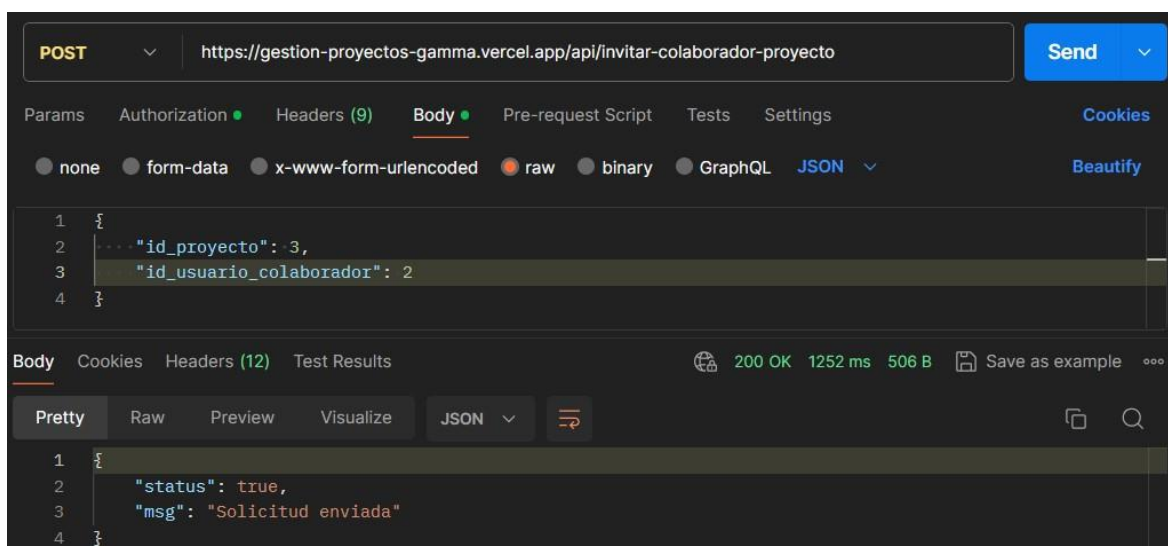 POST https://gestion-proyectos-gamma.vercel.app/api/invitar-colaborador-proyecto Send
Params Authorization Headers (9) Body Pre-request Script Tests Settings Cookies
none form-data x-www-form-urlencoded raw binary GraphQL JSON Beautify
1 {
2 "id_proyecto": 3,
3 "id_usuario_colaborador": 2
4 }
Body Cookies Headers (12) Test Results 200 OK 1252 ms 506 B Save as example
Pretty Raw Preview Visualize JSON
1 {
2 "status": true,
3 "msg": "Solicitud enviada"
4 }